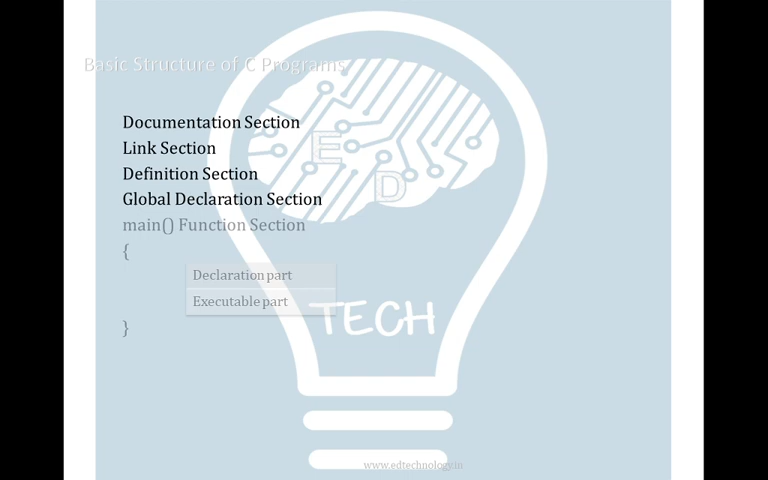 Basic Structure of C Programs
Documentation Section
Link Section
Definition Section
Global Declaration Section
main() Function Section
{
Declaration part
Executable part
}
E
D
TECH
www.edtechnology.in